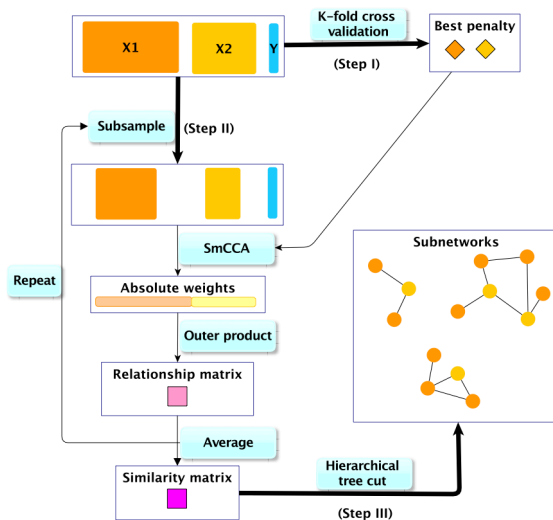 X1
X2
Y
K-fold cross
validation
(Step I)
Best penalty
Subsample
(Step II)
SmCCA
Repeat
Absolute weights
Outer product
Relationship matrix
Average
Similarity matrix
Hierarchical
tree cut
(Step III)
Subnetworks